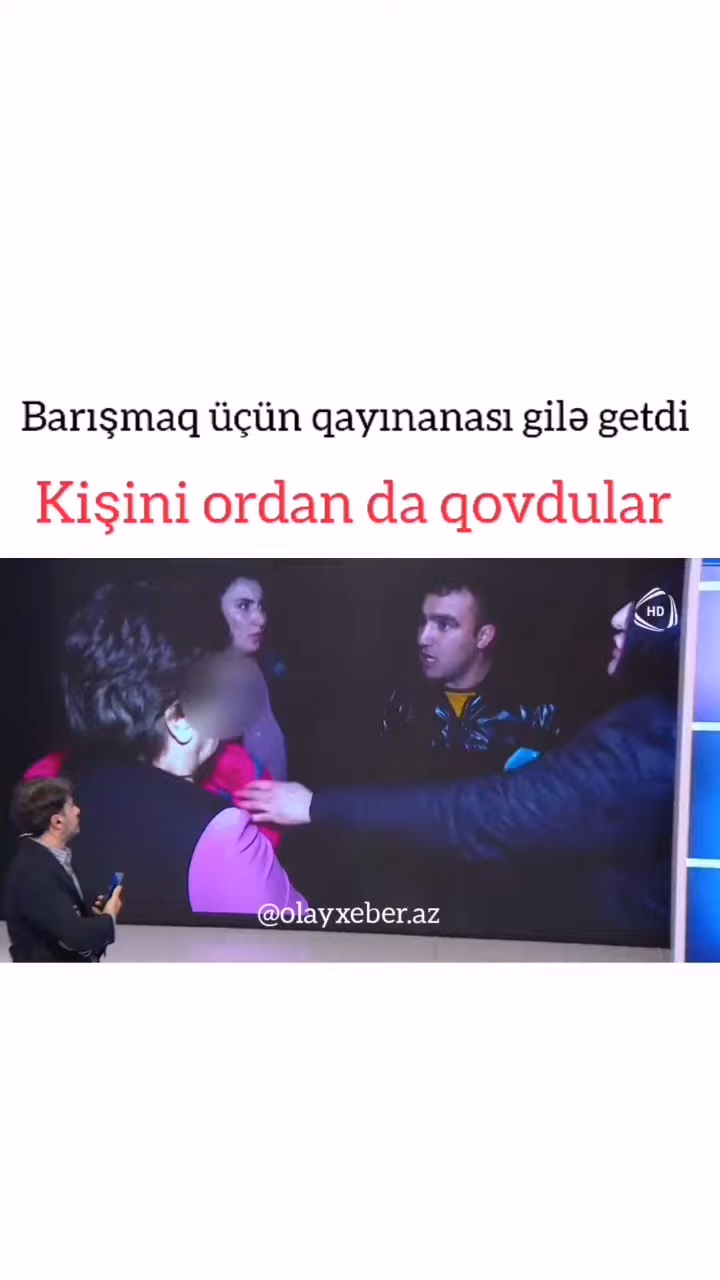 Barışmaq üçün qayınanası gilə getdi
Kişini ordan da qovdular
HD
@olayxeber.az